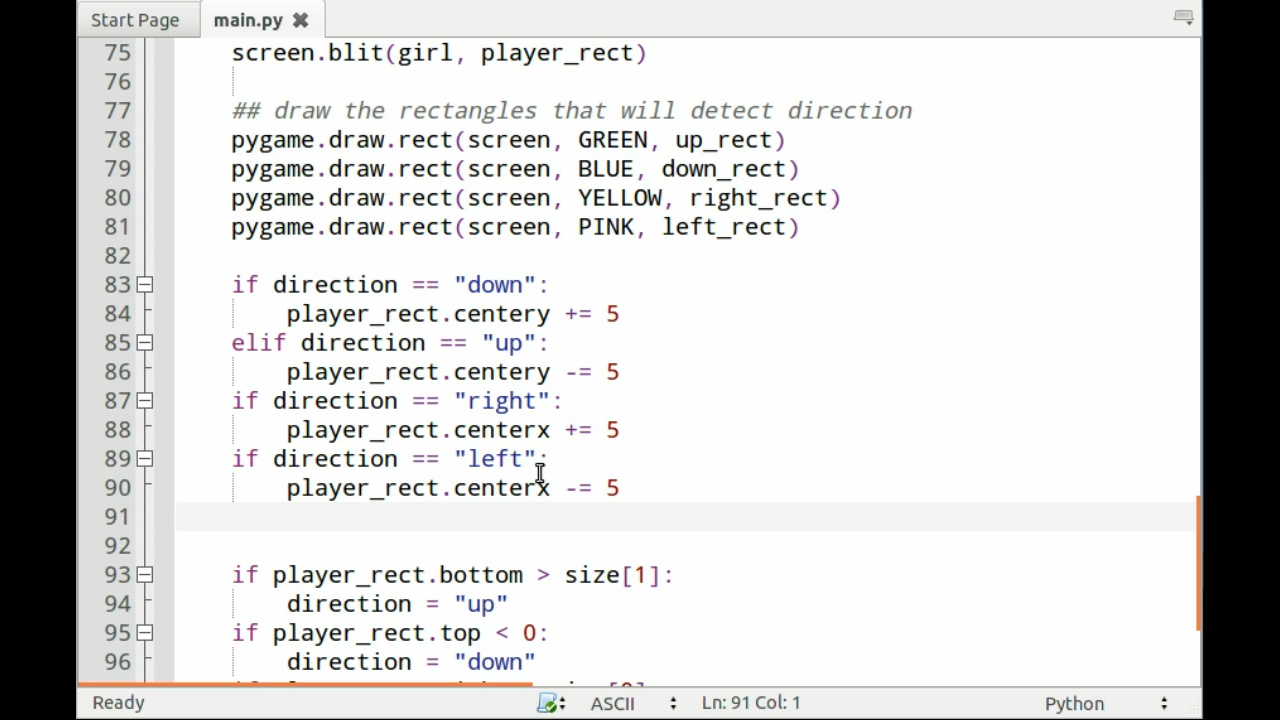 Start Page main.py
75 screen.blit(girl, player_rect)
76
77 ## draw the rectangles that will detect direction
78 pygame.draw.rect(screen, GREEN, up_rect)
79 pygame.draw.rect(screen, BLUE, down_rect)
80 pygame.draw.rect(screen, YELLOW, right_rect)
81 pygame.draw.rect(screen, PINK, left_rect)
82
83 if direction == "down":
84 player_rect.centery += 5
85 elif direction == "up":
86 player_rect.centery -= 5
87 if direction == "right":
88 player_rect.centerx += 5
89 if direction == "left":
90 player_rect.centerx -= 5
91
92
93 if player_rect.bottom > size[1]:
94 direction = "up"
95 if player_rect.top < 0:
96 direction = "down"
Ready ASCII Ln: 91 Col: 1 Python